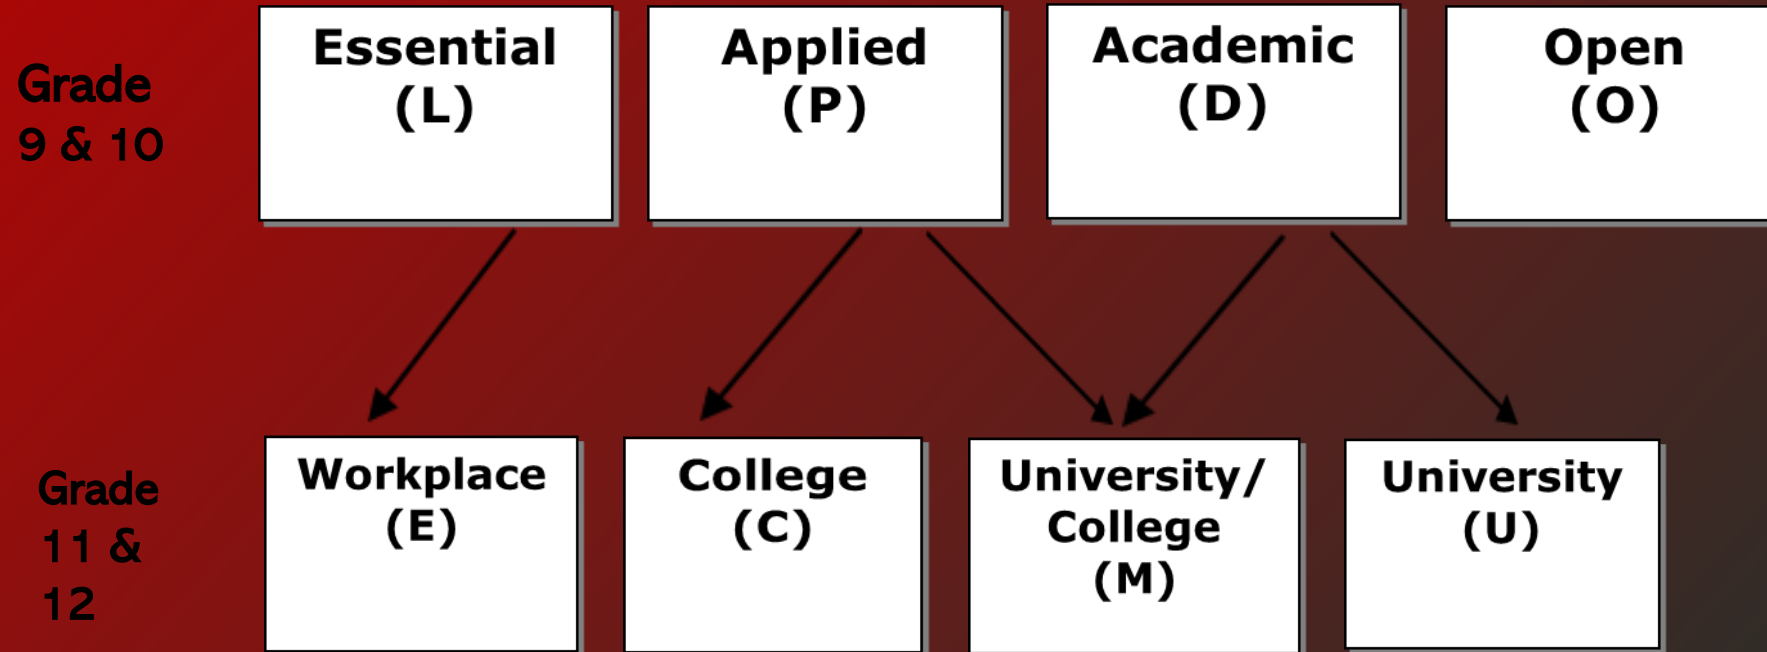 Grade
9 & 10
Essential
(L)
Applied
(P)
Academic
(D)
Open
(O)
Grade
11 &
12
Workplace
(E)
College
(C)
University/
College
(M)
University
(U)